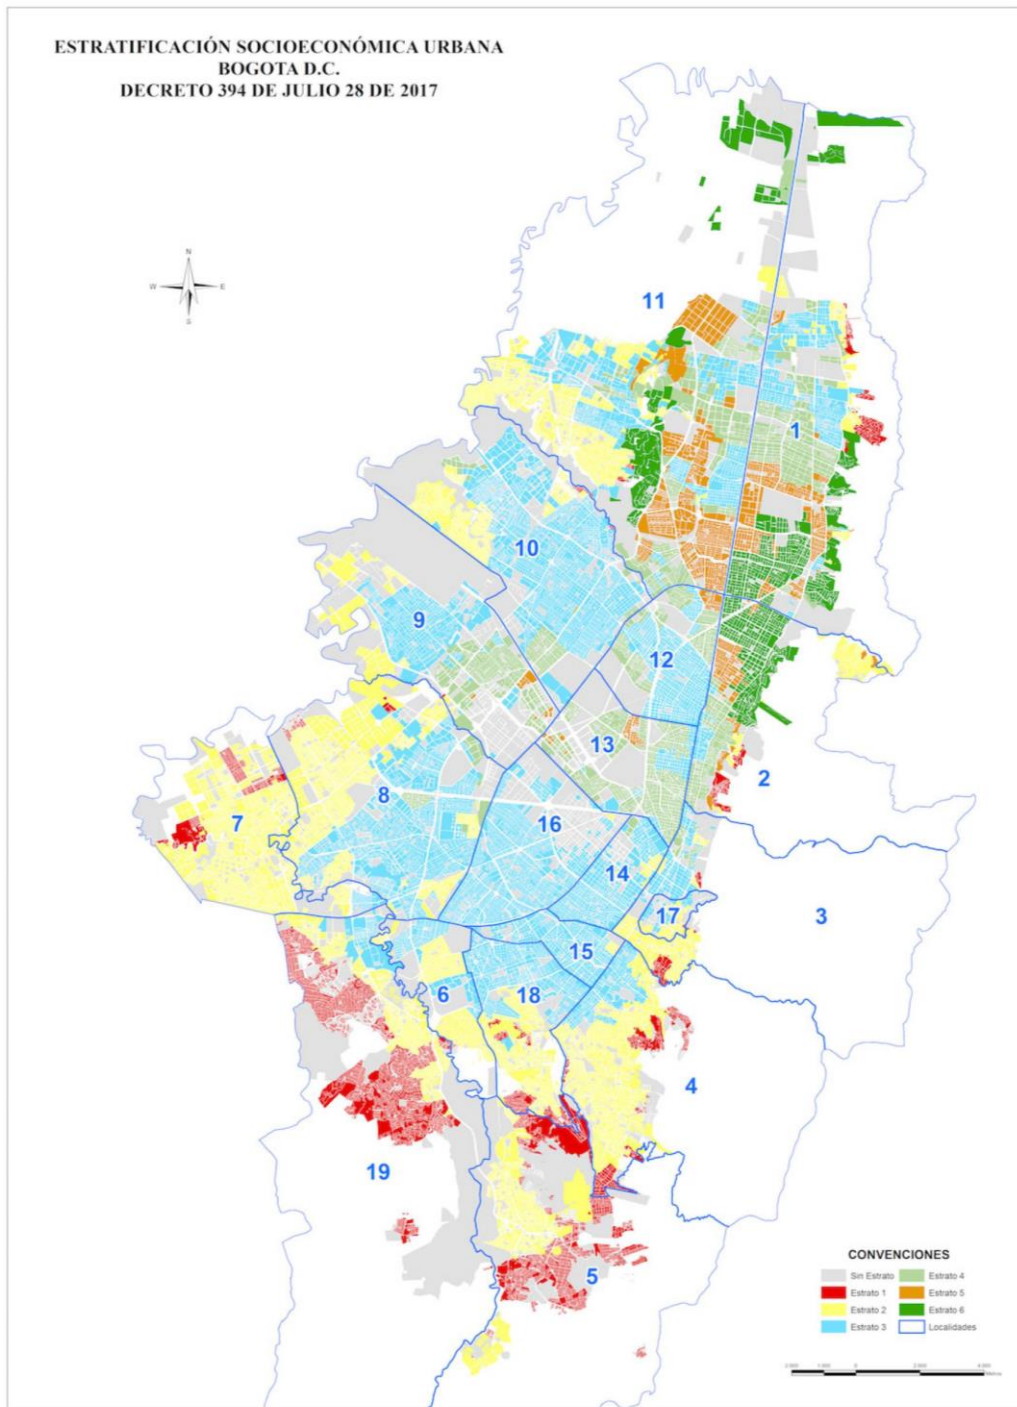 ESTRATIFICACIÓN SOCIOECONÓMICA URBANA
BOGOTA D.C.
DECRETO 394 DE JULIO 28 DE 2017
N
W E
S
11
1
10
9
12
13
2
8
7
16
14
17
3
15
6
18
4
19
5
CONVENCIONES
Sin Estrato Estrato 4
Estrato 1 Estrato 5
Estrato 2 Estrato 6
Estrato 3 Localidades
0
Metros